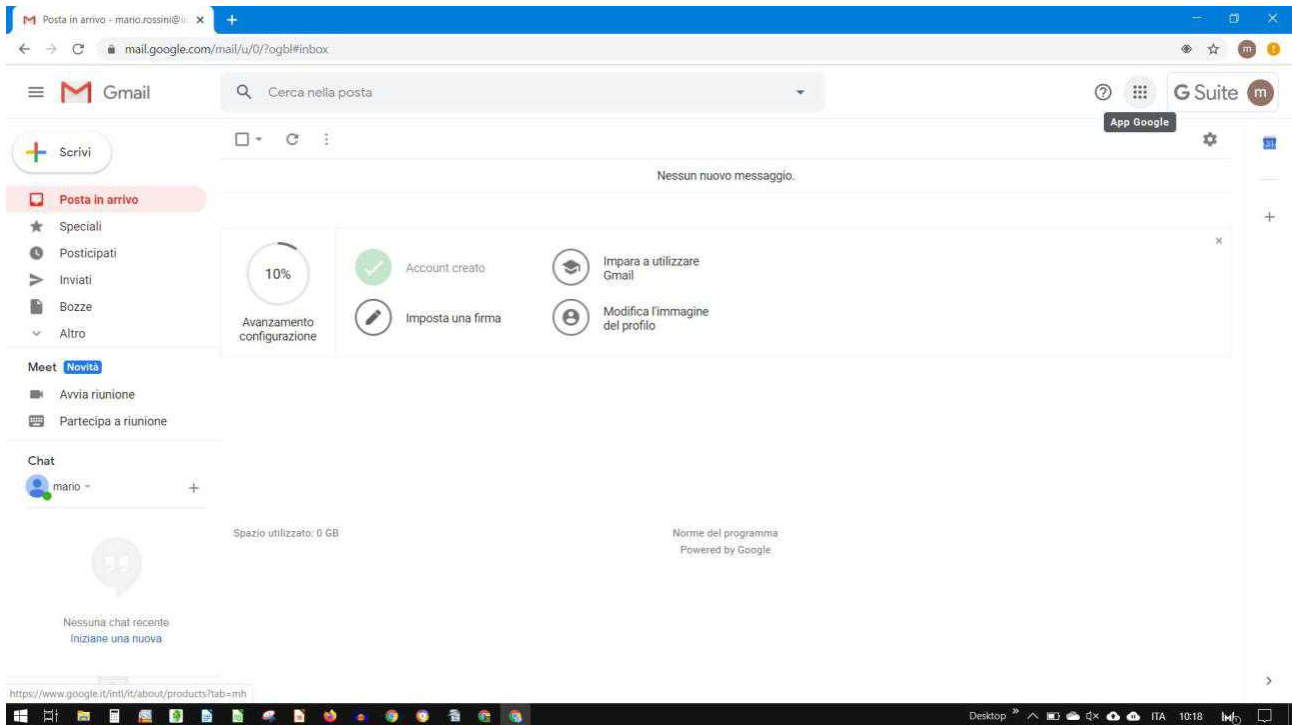 Posta in arrivo - mario.rossini@
mail.google.com/mail/u/0/?ogbl#inbox
Gmail
Cerca nella posta
G Suite
m
App Google
Scrivi
Nessun nuovo messaggio.
Posta in arrivo
Speciali
Posticipati
Inviati
Bozze
Altro
10%
Avanzamento
configurazione
Account creato
Imposta una firma
Impara a utilizzare
Gmail
Modifica l'immagine
del profilo
Meet Novità
Avvia riunione
Partecipa a riunione
Chat
mario
Spazio utilizzato: 0 GB
Norme del programma
Powered by Google
Nessuna chat recente
Iniziane una nuova
https://www.google.it/intl/it/about/products?tab=mh
Desktop
ITA
10:18